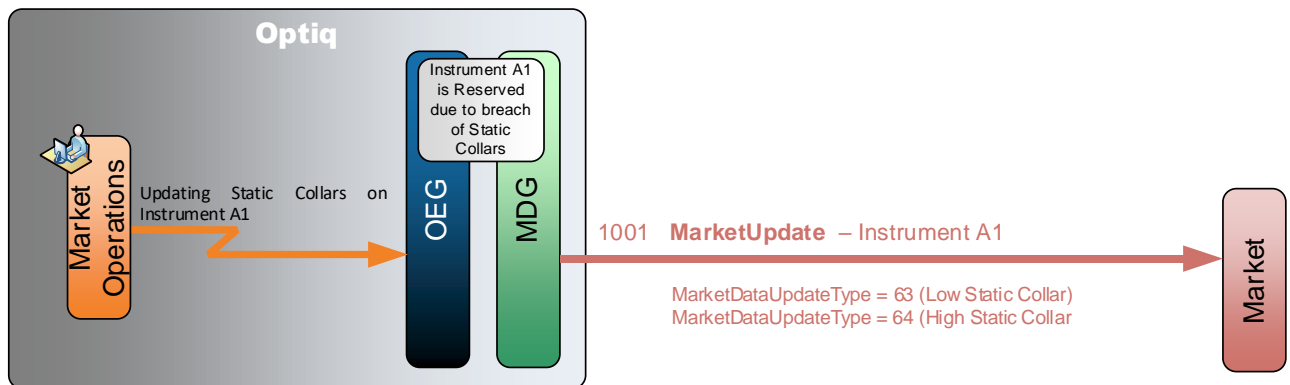 Optiq
Instrument A1
is Reserved
due to breach
of Static
Collars
Market
Operations
Updating Static Collars on
Instrument A1
OEG
MDG
1001 MarketUpdate – Instrument A1
MarketDataUpdateType = 63 (Low Static Collar)
MarketDataUpdateType = 64 (High Static Collar
Market